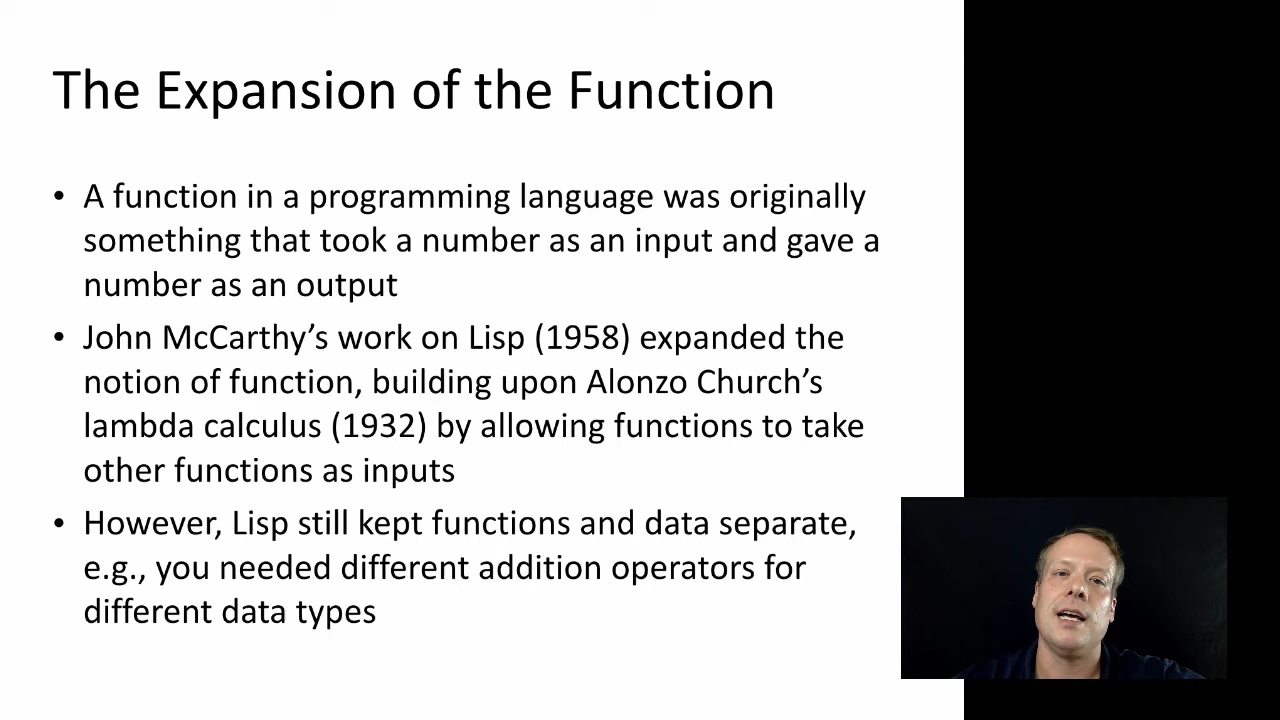 The Expansion of the Function
• A function in a programming language was originally
something that took a number as an input and gave a
number as an output
• John McCarthy’s work on Lisp (1958) expanded the
notion of function, building upon Alonzo Church’s
lambda calculus (1932) by allowing functions to take
other functions as inputs
• However, Lisp still kept functions and data separate,
e.g., you needed different addition operators for
different data types